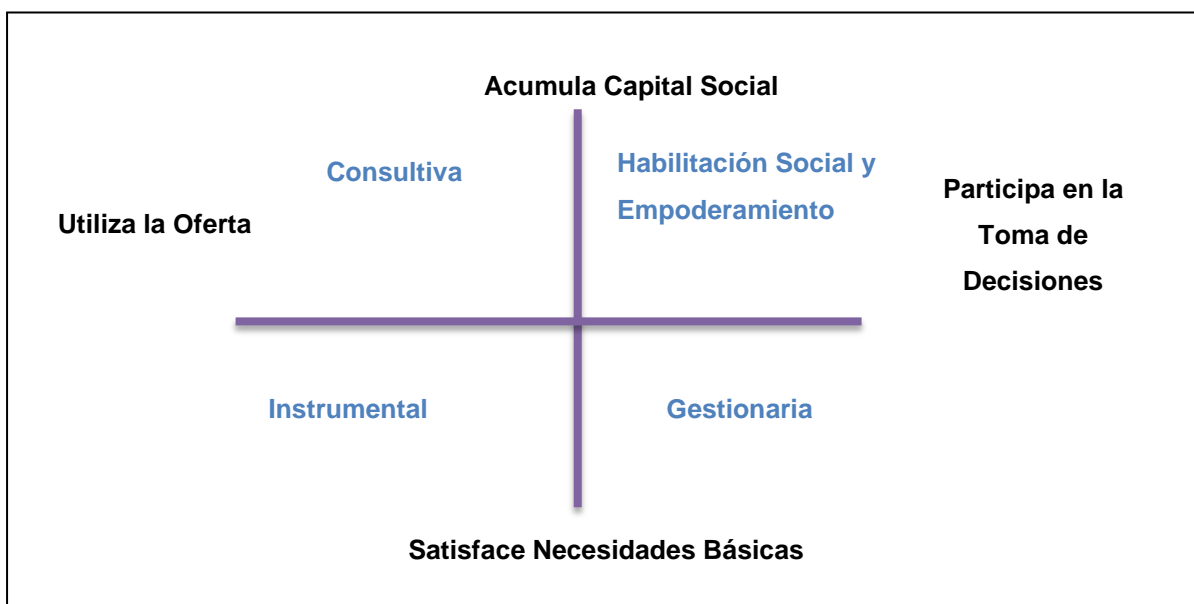 Acumula Capital Social
Consultiva
Habilitación Social y
Empoderamiento
Utiliza la Oferta
Participa en la
Toma de
Decisiones
Instrumental
Gestionaria
Satisface Necesidades Básicas